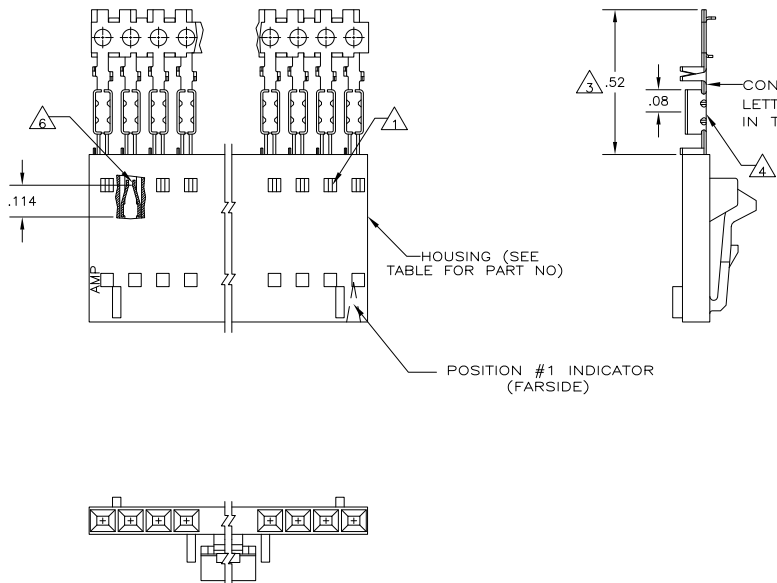 3
.52
.08
CON
LETT
IN T
4
6
1
.114
HOUSING (SEE
TABLE FOR PART NO)
AMP
POSITION #1 INDICATOR
(FARSIDE)